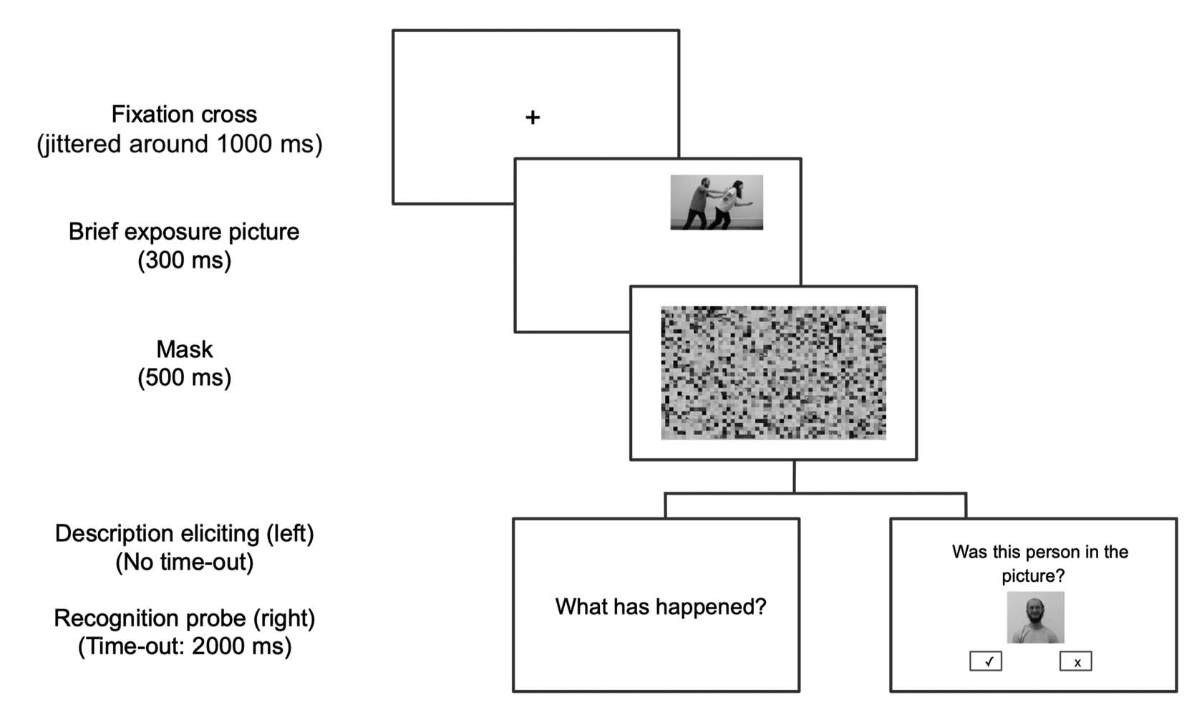 Fixation cross
(jittered around 1000 ms)
+
Brief exposure picture
(300 ms)
Mask
(500 ms)
Description eliciting (left)
(No time-out)
Recognition probe (right)
(Time-out: 2000 ms)
What has happened?
Was this person in the
picture?
✓ x